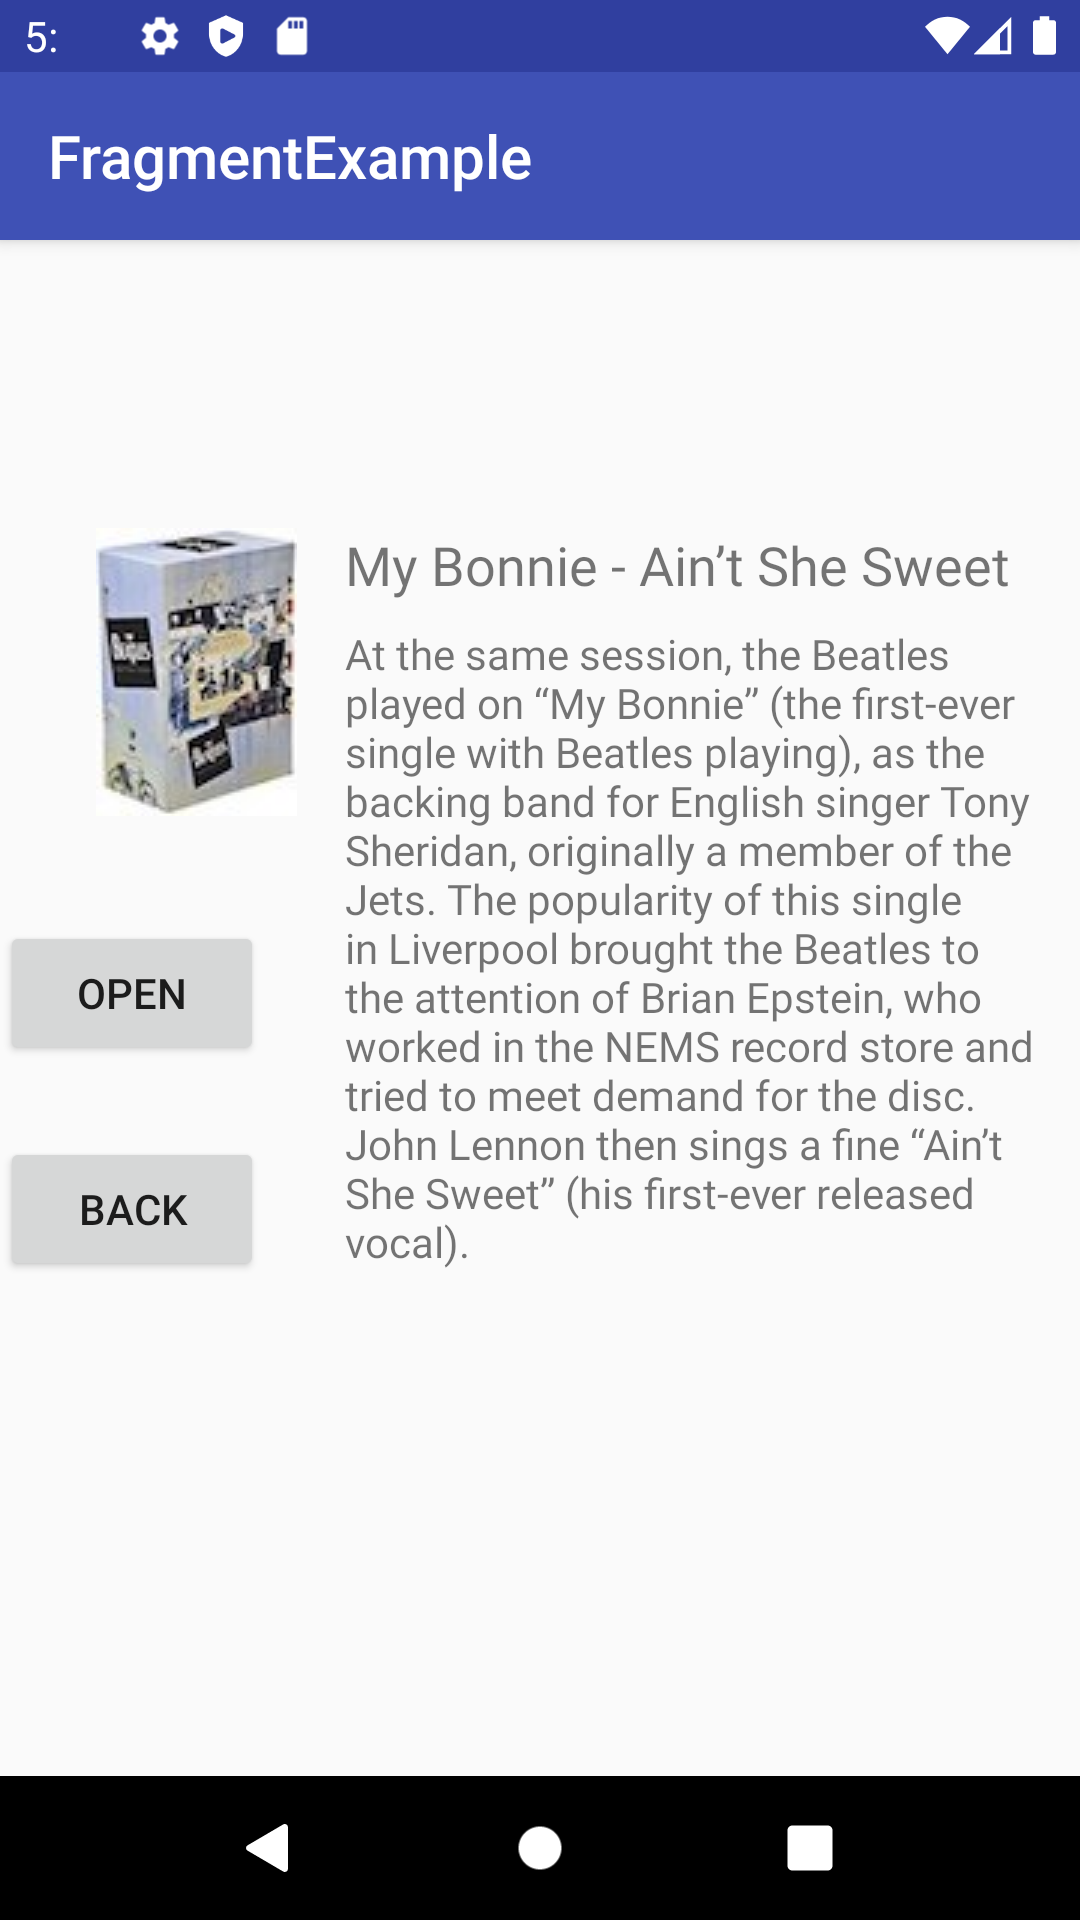 5:
FragmentExample
My Bonnie - Ain’t She Sweet
At the same session, the Beatles
played on “My Bonnie” (the first-ever
single with Beatles playing), as the
backing band for English singer Tony
Sheridan, originally a member of the
Jets. The popularity of this single
in Liverpool brought the Beatles to
the attention of Brian Epstein, who
worked in the NEMS record store and
tried to meet demand for the disc.
John Lennon then sings a fine “Ain’t
She Sweet” (his first-ever released
vocal).
OPEN
BACK